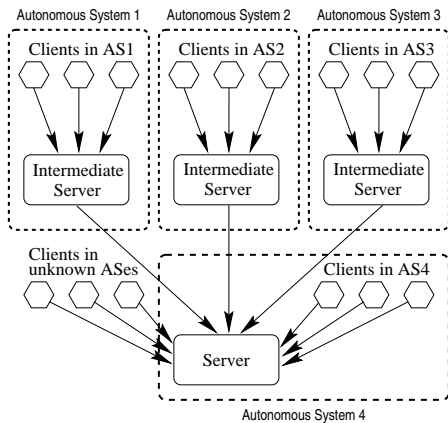 Autonomous System 1
Autonomous System 2
Autonomous System 3
Clients in AS1
Clients in AS2
Clients in AS3
Intermediate
Server
Intermediate
Server
Intermediate
Server
Clients in
unknown ASes
Clients in AS4
Server
Autonomous System 4